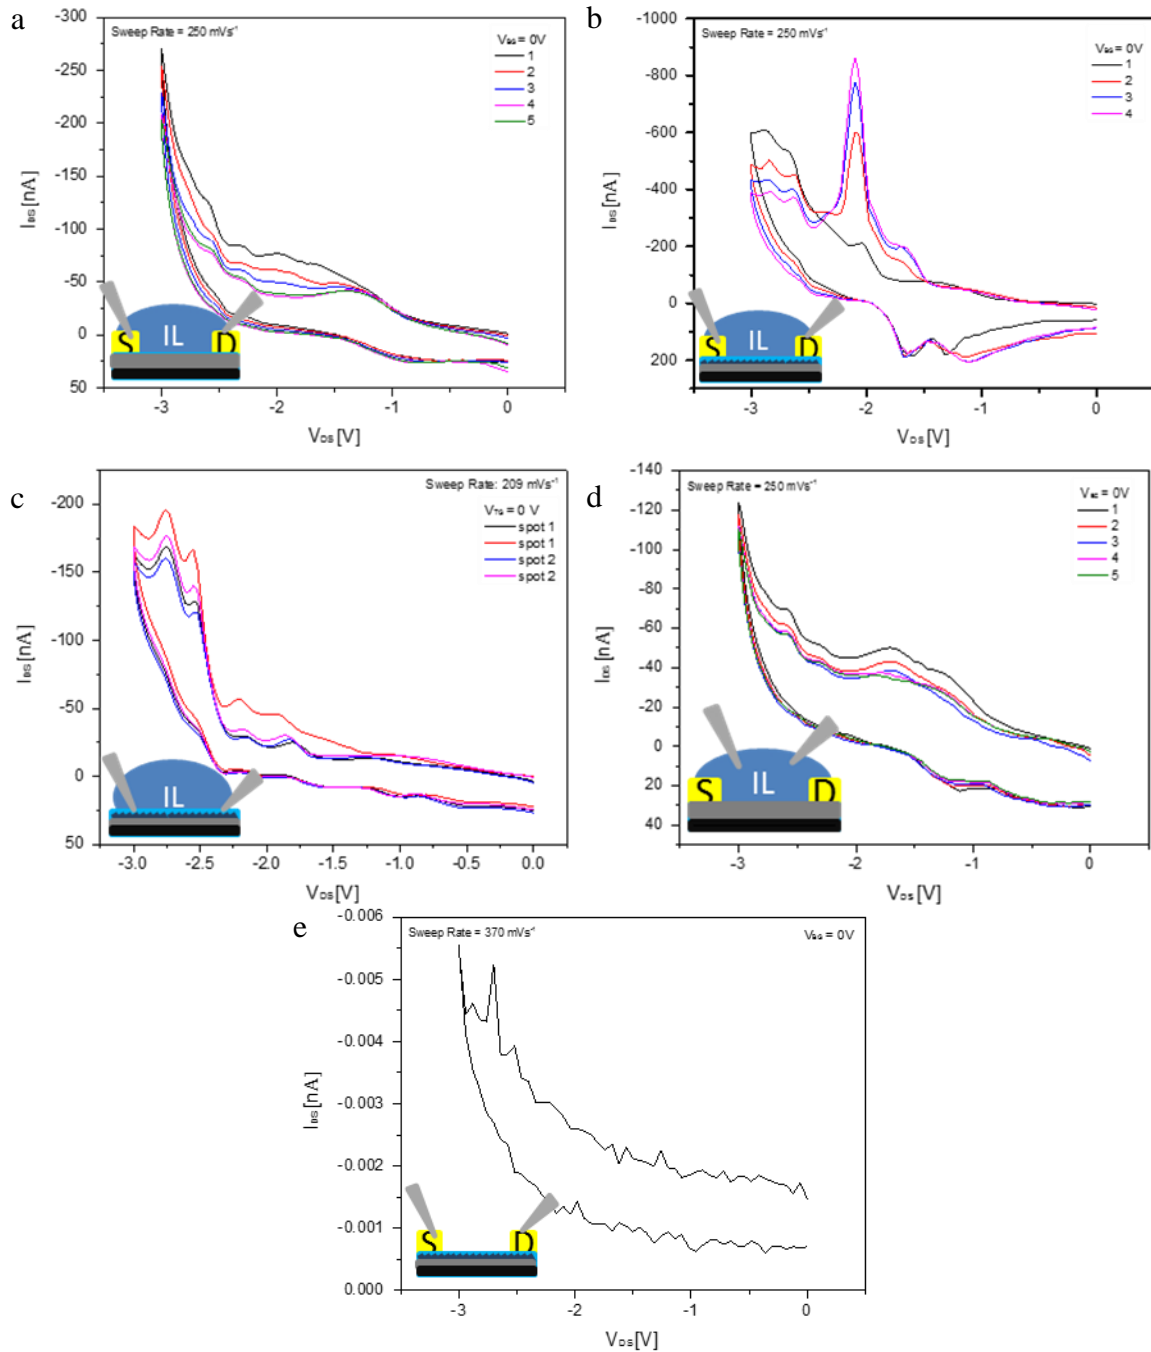 a
Sweep Rate = 250 mVs⁻¹
V_BG = 0V
1
2
3
4
5
-300
-250
-200
-150
-100
-50
0
50
I_DS [nA]
S IL D
-3 -2 -1 0
V_DS [V]
b
Sweep Rate = 250 mVs⁻¹
V_BG = 0V
1
2
3
4
-1000
-800
-600
-400
-200
0
200
I_DS [nA]
S IL D
-3 -2 -1 0
V_DS [V]
c
Sweep Rate: 209 mVs⁻¹
V_TG = 0 V
spot 1
spot 1
spot 2
spot 2
-200
-150
-100
-50
0
50
I_DS [nA]
IL
-3.0 -2.5 -2.0 -1.5 -1.0 -0.5 0.0
V_DS [V]
d
Sweep Rate = 250 mVs⁻¹
V_BG = 0V
1
2
3
4
5
-140
-120
-100
-80
-60
-40
-20
0
20
40
I_DS [nA]
S IL D
-3 -2 -1 0
V_DS [V]
e
Sweep Rate = 370 mVs⁻¹
V_BG = 0V
-0.006
-0.005
-0.004
-0.003
-0.002
-0.001
0.000
I_DS [nA]
S D
-3 -2 -1 0
V_DS [V]